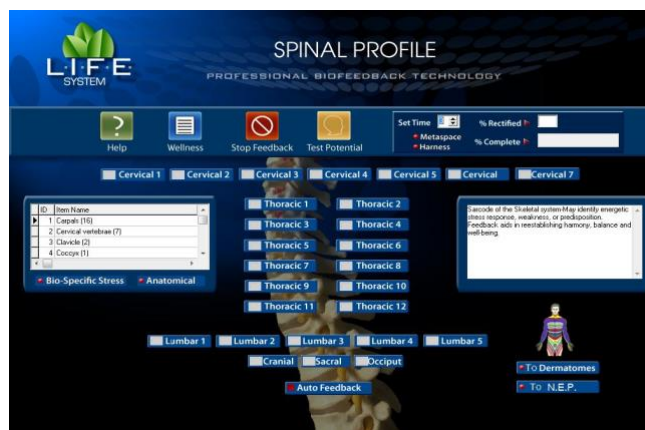 L·I·F·E
SYSTEM
SPINAL PROFILE
PROFESSIONAL BIOFEEDBACK TECHNOLOGY
Help
Wellness
Stop Feedback
Test Potential
Set Time
Metaspace
Harness
% Rectified
% Complete
Cervical 1 Cervical 2 Cervical 3 Cervical 4 Cervical 5 Cervical Cervical 7
ID Item Name
1 Carpals (16)
2 Cervical vertebrae (7)
3 Clavicle (2)
4 Coccyx (1)
Bio-Specific Stress Anatomical
Thoracic 1 Thoracic 2
Thoracic 3 Thoracic 4
Thoracic 5 Thoracic 6
Thoracic 7 Thoracic 8
Thoracic 9 Thoracic 10
Thoracic 11 Thoracic 12
Sarcode of the Skeletal system-May identify energetic
stress response, weakness, or predisposition.
Feedback aids in reestablishing harmony, balance and
well-being.
Lumbar 1 Lumbar 2 Lumbar 3 Lumbar 4 Lumbar 5
Cranial Sacral Occiput
Auto Feedback
To Dermatomes
To N.E.P.